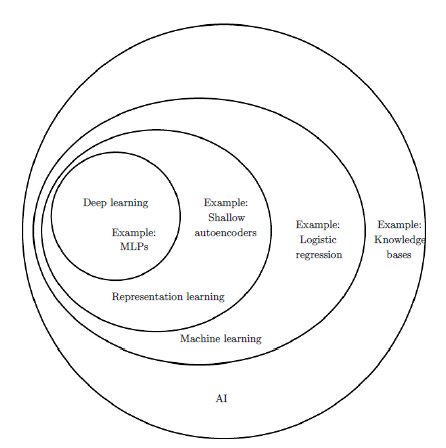 Deep learning
Example:
MLPs
Example:
Shallow
autoencoders
Example:
Logistic
regression
Example:
Knowledge
bases
Representation learning
Machine learning
AI